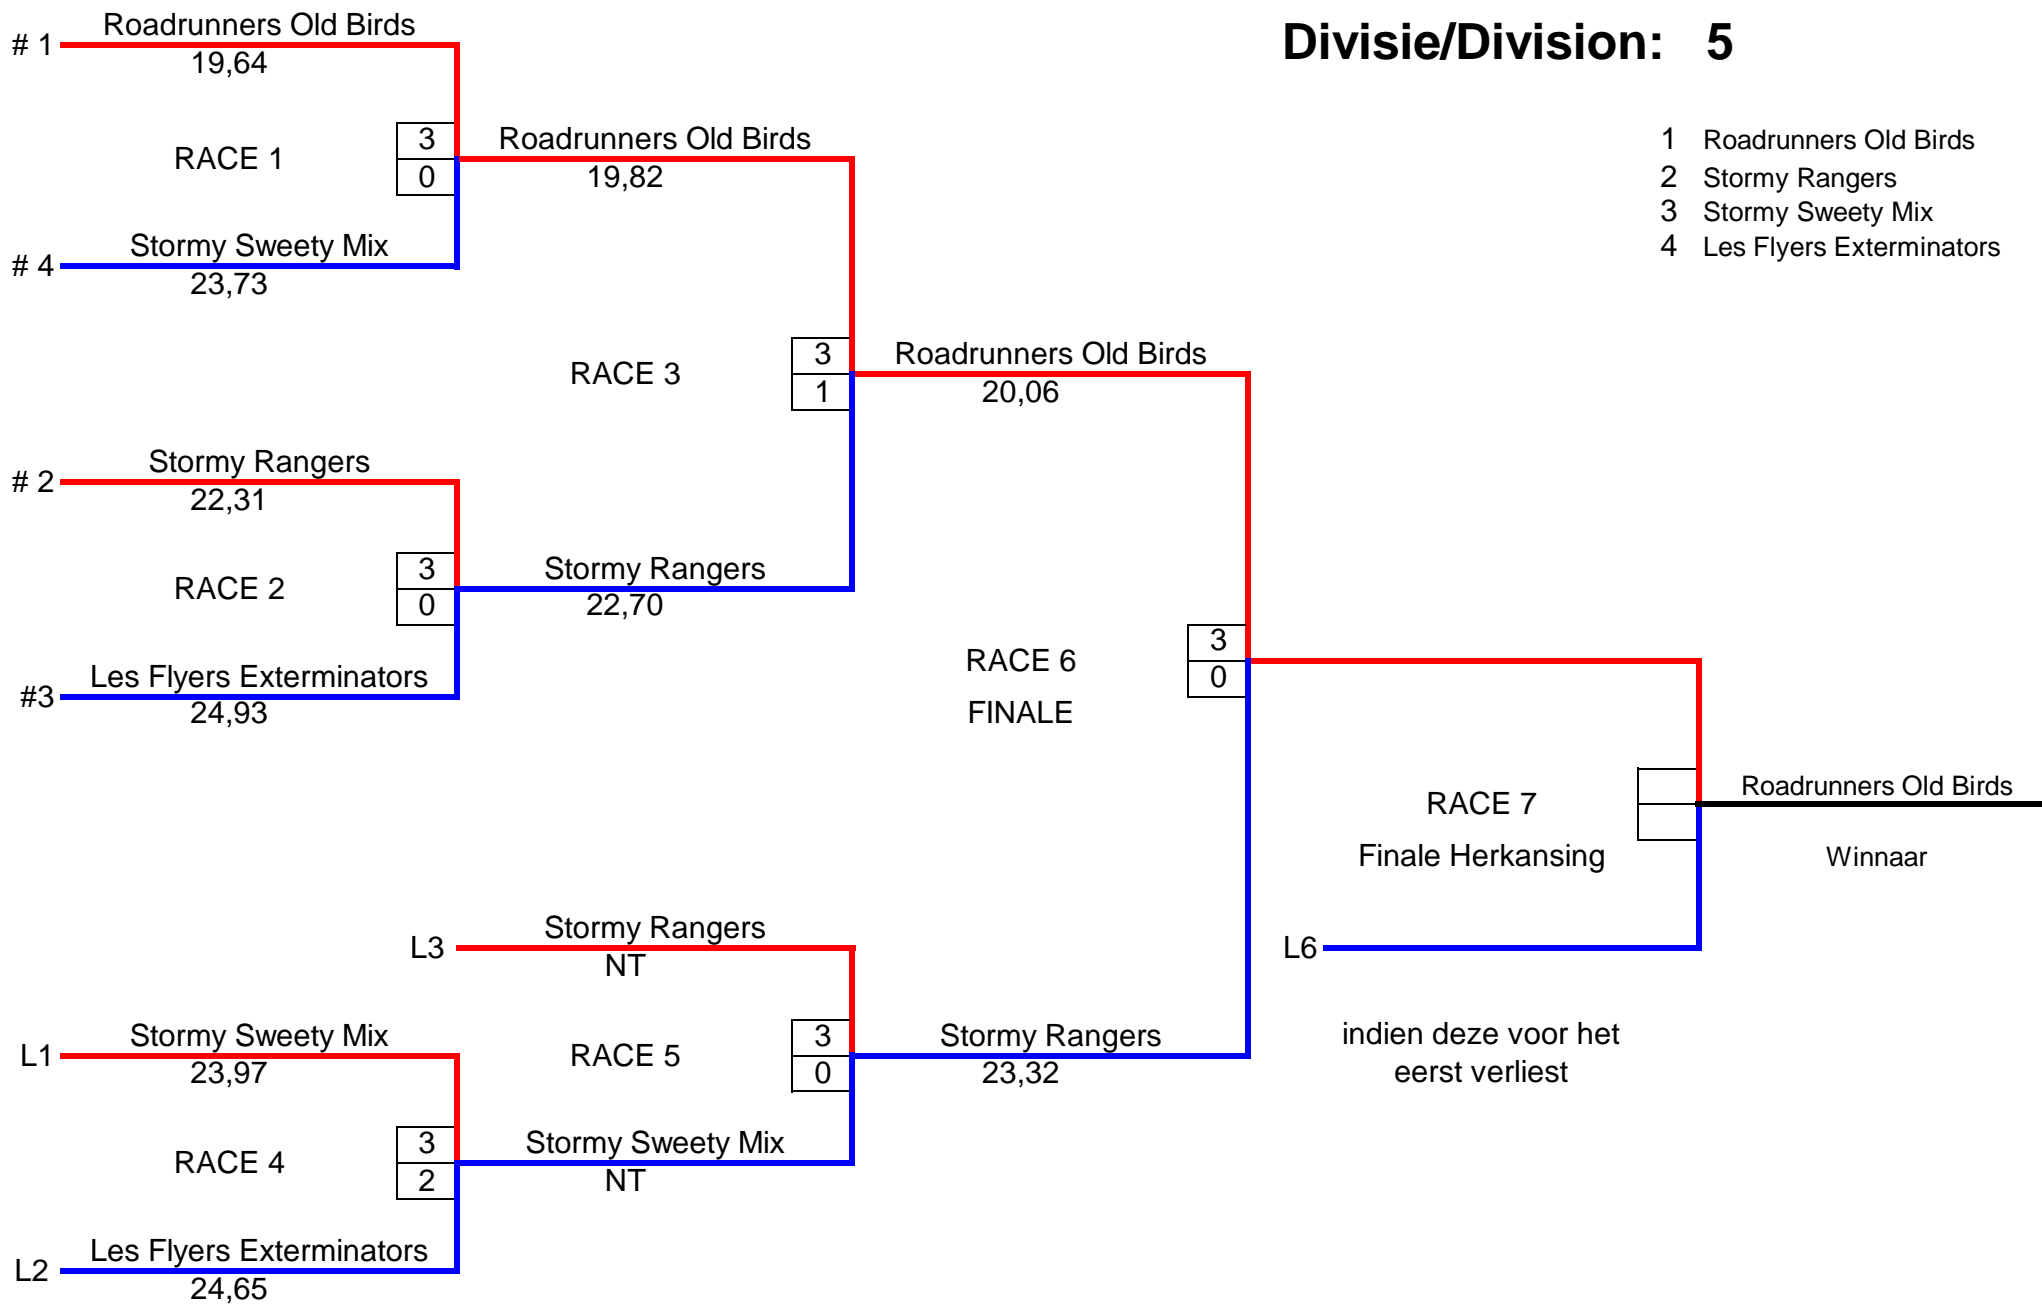 Divisie/Division: 5
1 Roadrunners Old Birds
2 Stormy Rangers
3 Stormy Sweety Mix
4 Les Flyers Exterminators
# 1
Roadrunners Old Birds
19,64
RACE 1
3
0
# 4
Stormy Sweety Mix
23,73
Roadrunners Old Birds
19,82
RACE 3
3
1
# 2
Stormy Rangers
22,31
RACE 2
3
0
#3
Les Flyers Exterminators
24,93
Stormy Rangers
22,70
Roadrunners Old Birds
20,06
RACE 6
FINALE
3
0
L3
Stormy Rangers
NT
RACE 5
3
0
L1
Stormy Sweety Mix
23,97
RACE 4
3
2
L2
Les Flyers Exterminators
24,65
Stormy Sweety Mix
NT
Stormy Rangers
23,32
RACE 7
Finale Herkansing
L6
indien deze voor het
eerst verliest
Roadrunners Old Birds
Winnaar